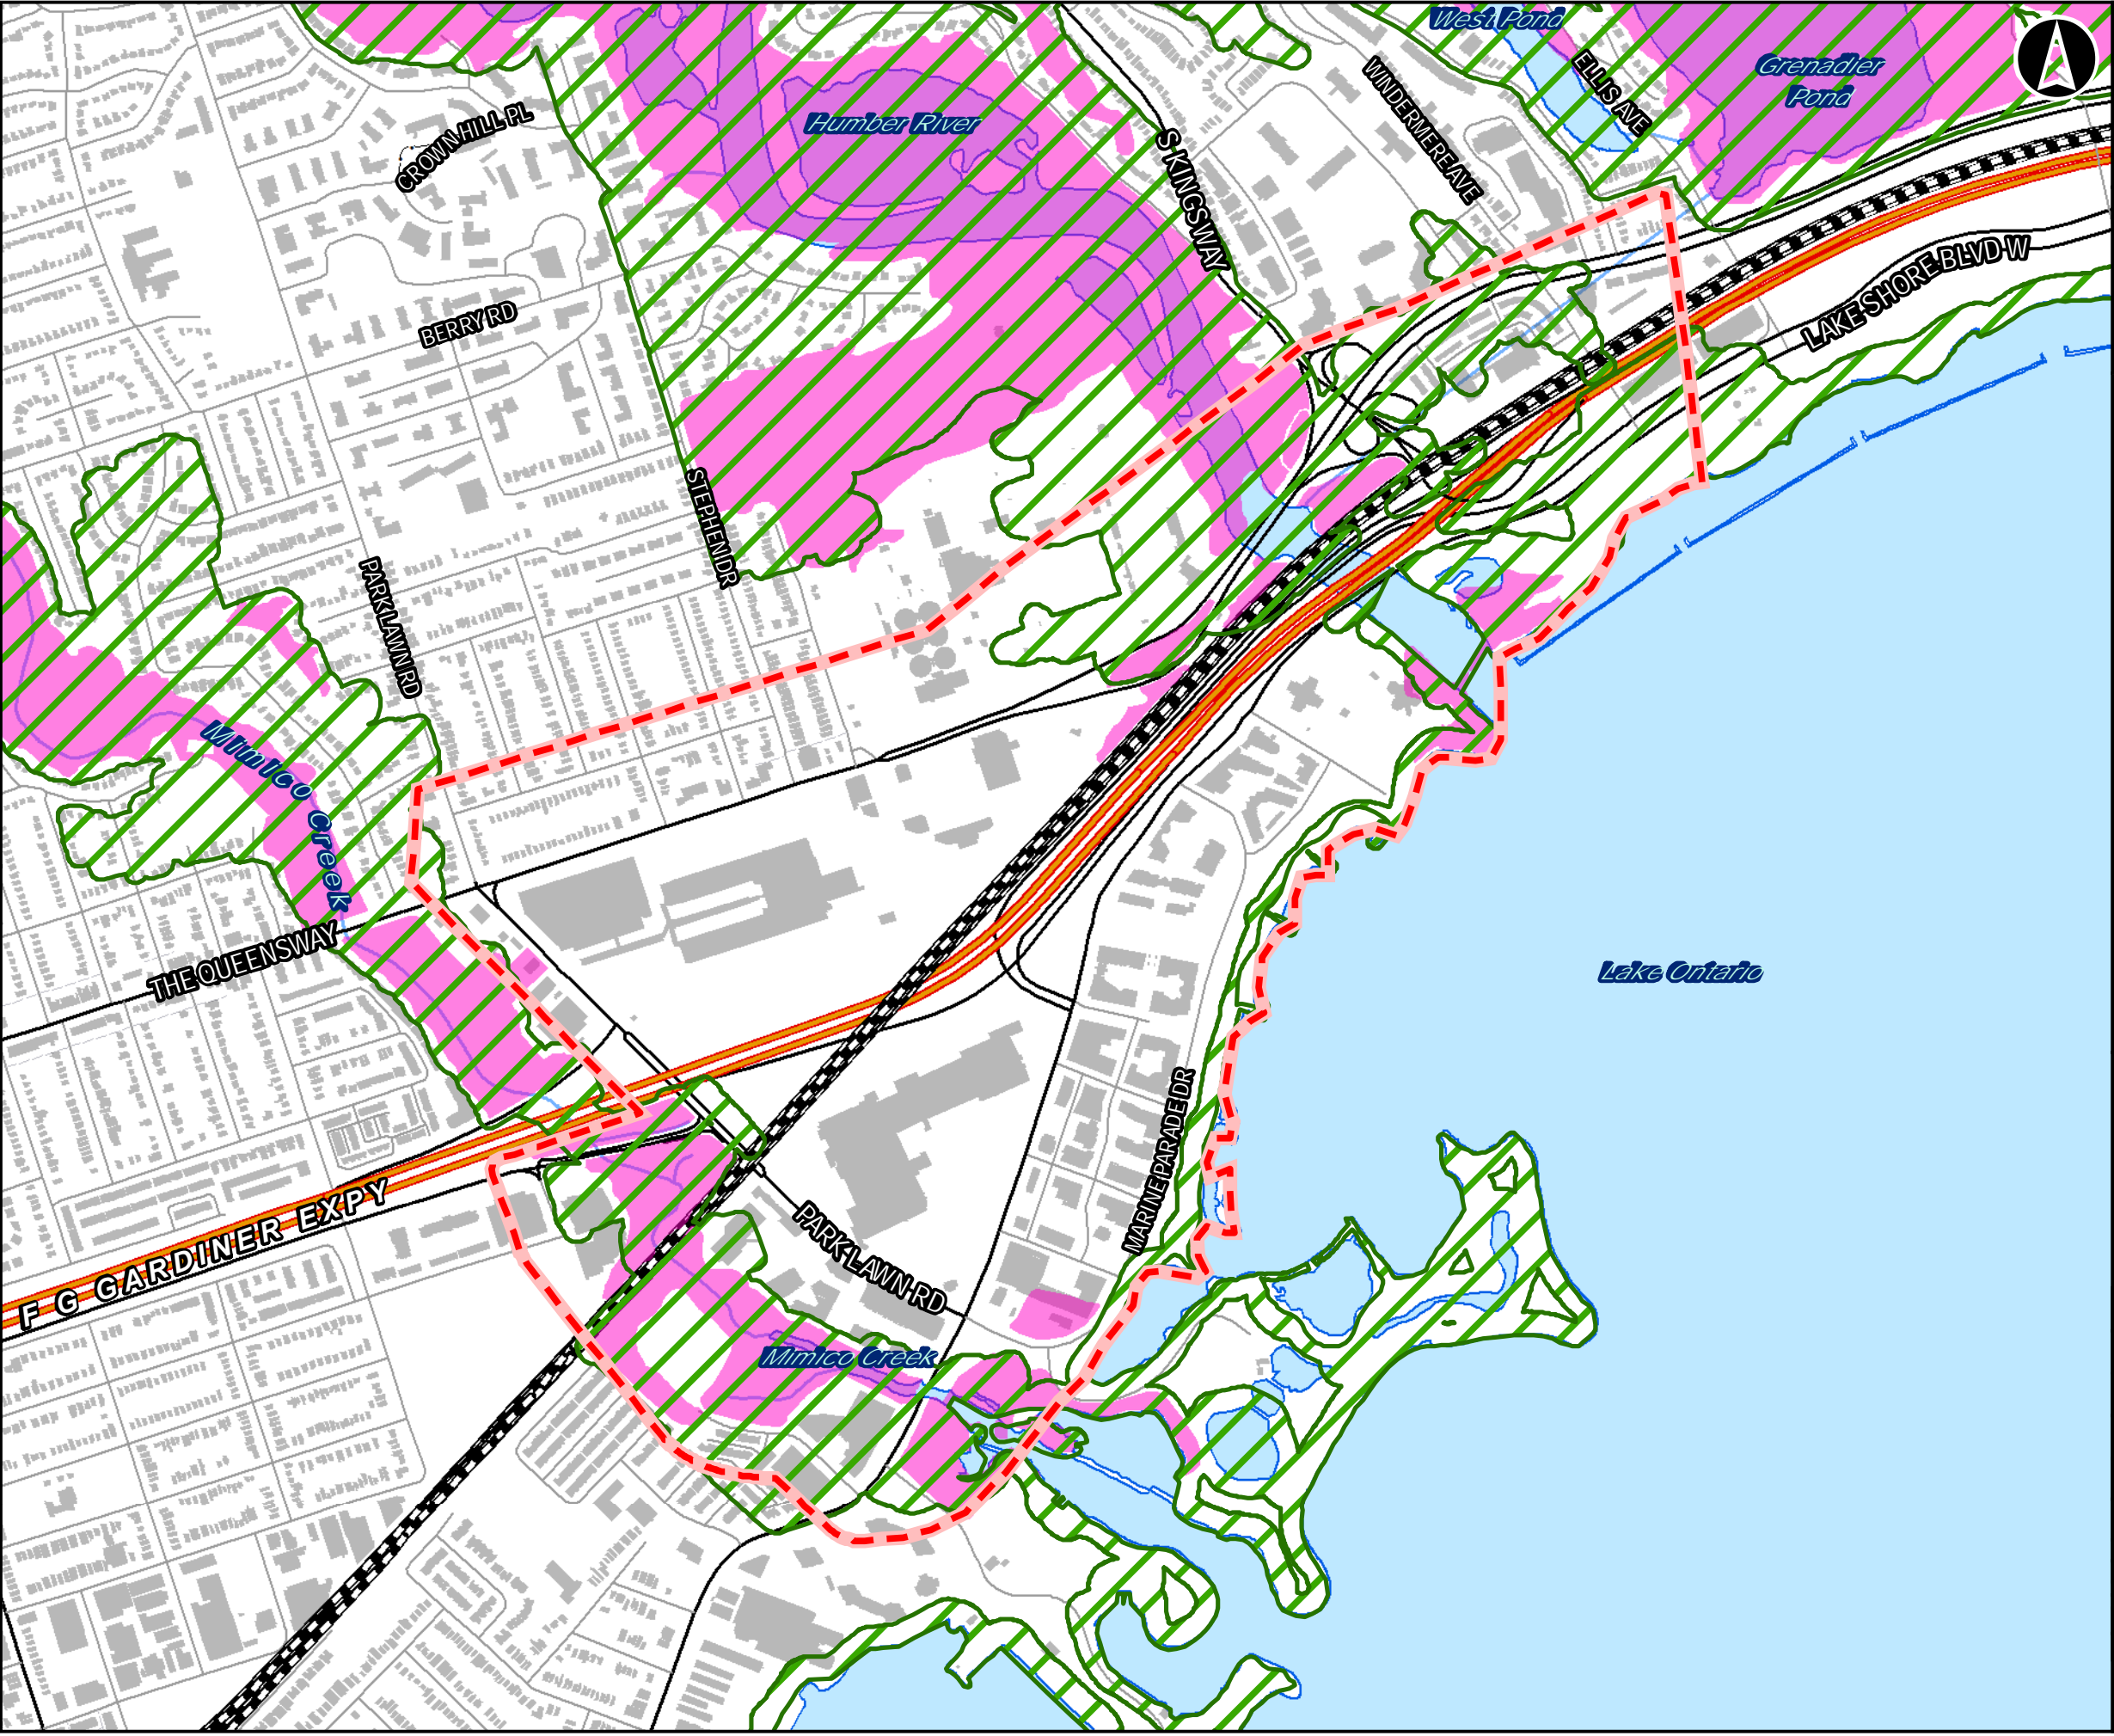 West Pond
ELLIS AVE
Grenadier
Pond
WINDERMERE AVE
Humber River
CROWN HILL PL
S KINGSWAY
LAKE SHORE BLVD W
BERRY RD
STEPHEN DR
PARK LAWN RD
Mimico Creek
THE QUEENSWAY
Lake Ontario
MARINE PARADE DR
F G GARDINER EXPY
PARK LAWN RD
Mimico Creek